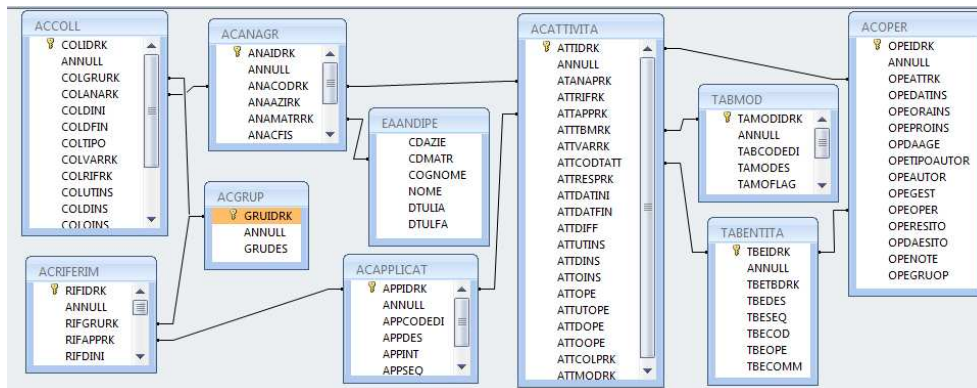 ACCOLL
COLIDRK
ANNULL
COLGRURK
COLANARK
COLDINI
COLDFIN
COLTIPO
COLVARRK
COLRIFRK
COLUTINS
COLDINS
COLOINS
ACANAGR
ANAIDRK
ANNULL
ANACODRK
ANAAZIRK
ANAMATRRK
ANACFIS
EAANDIPE
CDAZIE
CDMATR
COGNOME
NOME
DTULIA
DTULFA
ACGRUP
GRUIDRK
ANNULL
GRUDES
ACRIFERIM
RIFIDRK
ANNULL
RIFGRURK
RIFAPPRK
RIFDINI
ACAPPLICAT
APPIDRK
ANNULL
APPCODEDI
APPDES
APPINT
APPSEQ
ACATTIVITA
ATTIDRK
ANNULL
ATANAPRK
ATTRIFRK
ATTAPPRK
ATTTBMRK
ATTVARRK
ATTCODTATT
ATTRESPRK
ATTDATINI
ATTDATFIN
ATTDIFF
ATTUTINS
ATTDINS
ATTOINS
ATTOPE
ATTUTOPE
ATTDOPE
ATTOOPE
ATTCOLPRK
ATTMODRK
TABMOD
TAMODIDRK
ANNULL
TABCODEDI
TAMODES
TAMOFLAG
TABENTITA
TBEIDRK
ANNULL
TBETBDRK
TBEDES
TBESEQ
TBECOD
TBEOPE
TBECOMM
ACOPER
OPEIDRK
ANNULL
OPEATTRK
OPEDATINS
OPEORAINS
OPEPROINS
OPDAAGE
OPETIPOAUTOR
OPEAUTOR
OPEGEST
OPEOPER
OPERESITO
OPDAESITO
OPENOTE
OPEGRUOP